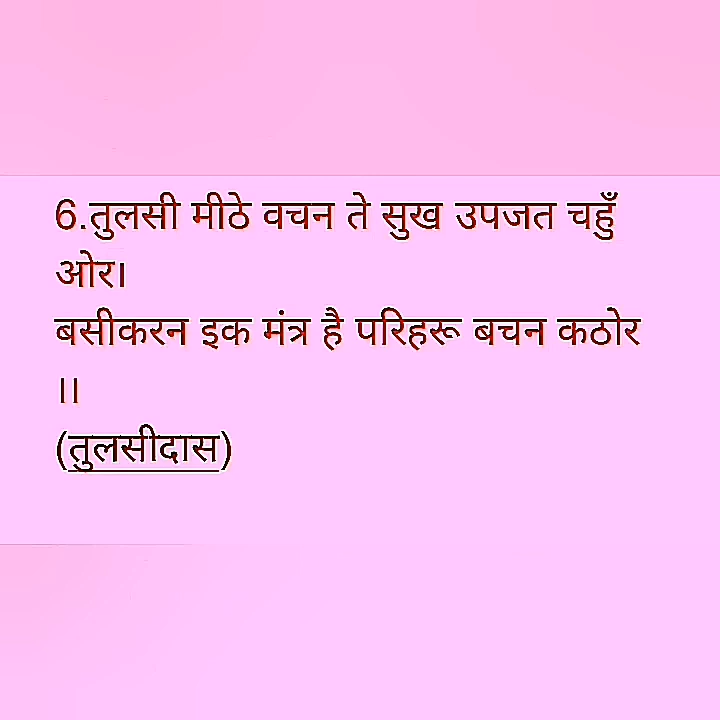 6.तुलसी मीठे वचन ते सुख उपजत चहुँ
ओर।
बसीकरन इक मंत्र है परिहरू बचन कठोर
।।
(तुलसीदास)